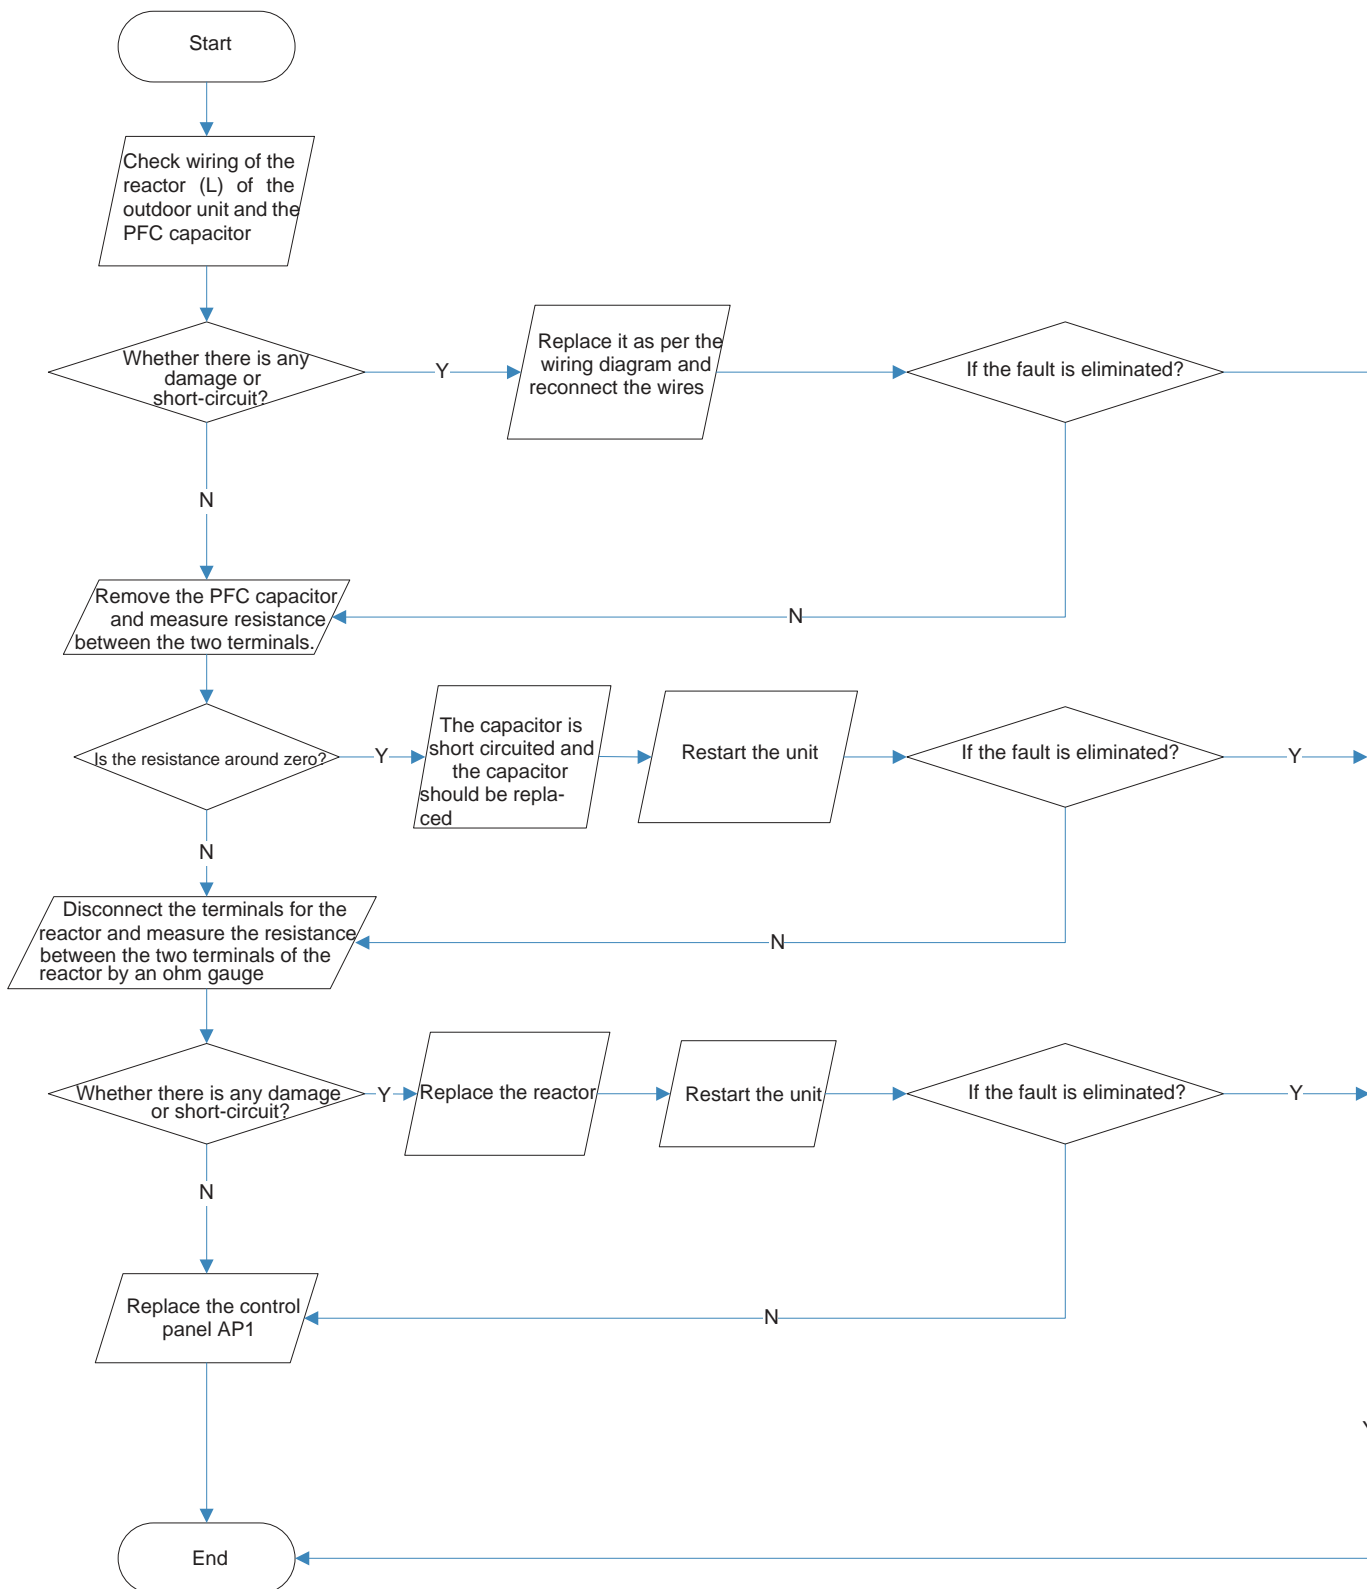 Start
Check wiring of the
reactor (L) of the
outdoor unit and the
PFC capacitor
Whether there is any
damage or
short-circuit?
Y
Replace it as per the
wiring diagram and
reconnect the wires
If the fault is eliminated?
N
Remove the PFC capacitor
and measure resistance
between the two terminals.
N
Is the resistance around zero?
Y
The capacitor is
short circuited and
the capacitor
should be repla-
ced
Restart the unit
If the fault is eliminated?
Y
N
Disconnect the terminals for the
reactor and measure the resistance
between the two terminals of the
reactor by an ohm gauge
N
Whether there is any damage
or short-circuit?
Y
Replace the reactor
Restart the unit
If the fault is eliminated?
Y
N
Replace the control
panel AP1
N
Y
End